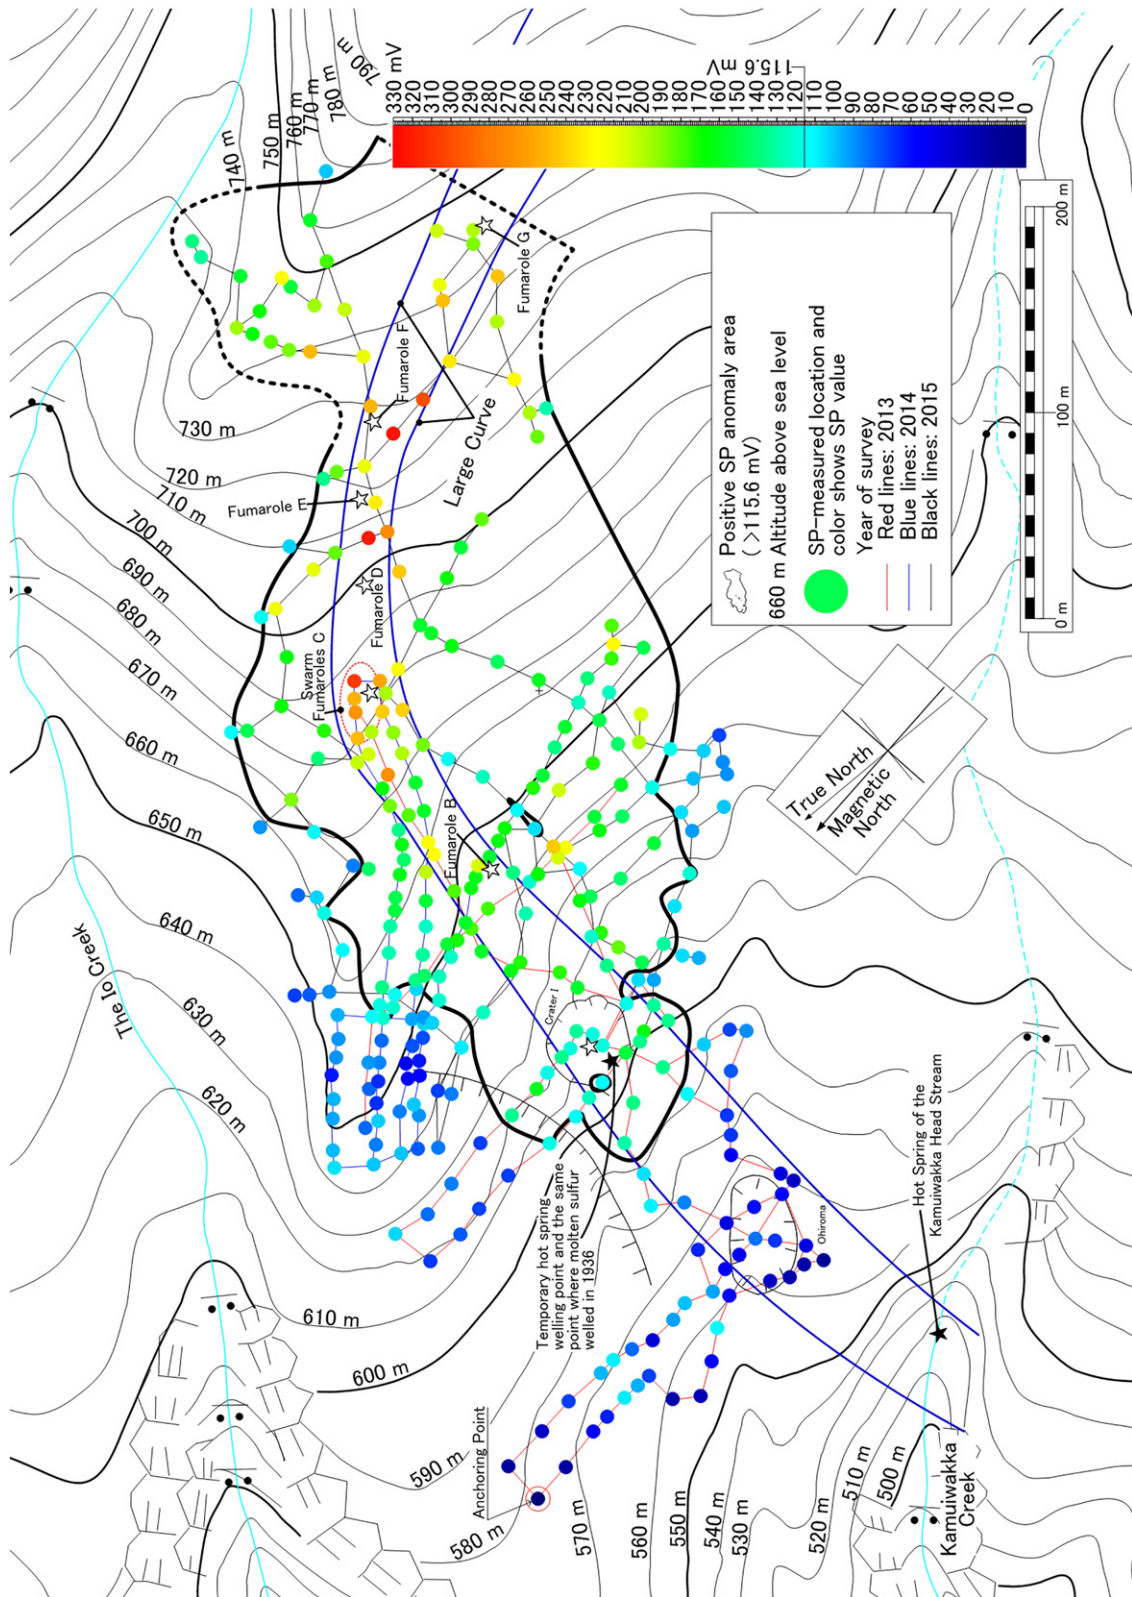 790 m
780 m
770 m
760 m
750 m
740 m
730 m
720 m
710 m
700 m
690 m
680 m
670 m
660 m
650 m
640 m
630 m
620 m
610 m
600 m
590 m
580 m
570 m
560 m
550 m
540 m
530 m
520 m
510 m
500 m
The Io Creek
Fumarole G
Fumarole F
Large Curve
Fumarole E
Fumarole D
Swarm
Fumaroles C
Fumarole B
Crater I
Temporary hot spring
welling point and the same
point where molten sulfur
welled in 1936
Ohiroma
Anchoring Point
Hot Spring of the
Kamuiwakka Head Stream
Kamuiwakka
Creek
True North
Magnetic
North
330 mV
320
310
300
290
280
270
260
250
240
230
220
210
200
190
180
170
160
150
140
130
120
110
100
90
80
70
60
50
40
30
20
10
0
115.6 mV
Positive SP anomaly area
( >115.6 mV)
660 m Altitude above sea level
SP-measured location and
color shows SP value
Year of survey
Red lines: 2013
Blue lines: 2014
Black lines: 2015
0 m
100 m
200 m